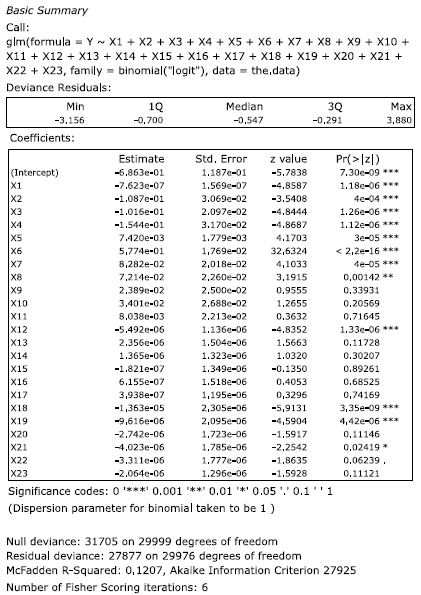 Basic Summary
Call:
glm(formula = Y ~ X1 + X2 + X3 + X4 + X5 + X6 + X7 + X8 + X9 + X10 +
X11 + X12 + X13 + X14 + X15 + X16 + X17 + X18 + X19 + X20 + X21 +
X22 + X23, family = binomial("logit"), data = the.data)
Deviance Residuals:
Min 1Q Median 3Q Max
-3,156 -0,700 -0,547 -0,291 3,880
Coefficients:
Estimate Std. Error z value Pr(>|z|)
(Intercept) -6.863e-01 1.187e-01 -5.7838 7.30e-09 ***
X1 -7.623e-07 1.569e-07 -4.8587 1.18e-06 ***
X2 -1.087e-01 3.069e-02 -3.5408 4e-04 ***
X3 -1.016e-01 2.097e-02 -4.8444 1.26e-06 ***
X4 -1.544e-01 3.170e-02 -4.8687 1.12e-06 ***
X5 7.420e-03 1.779e-03 4.1703 3e-05 ***
X6 5,774e-01 1,769e-02 32,6324 < 2,2e-16 ***
X7 8,282e-02 2,018e-02 4,1033 4e-05 ***
X8 7,214e-02 2,260e-02 3,1915 0,00142 **
X9 2,389e-02 2,500e-02 0,9555 0,33931
X10 3.401e-02 2.688e-02 1.2655 0.20569
X11 8.038e-03 2.213e-02 0.3632 0.71645
X12 -5.492e-06 1.136e-06 -4.8352 1.33e-06 ***
X13 2.356e-06 1.504e-06 1.5663 0.11728
X14 1.365e-06 1.323e-06 1.0320 0.30207
X15 -1.821e-07 1.349e-06 -0.1350 0.89261
X16 6.155e-07 1.518e-06 0.4053 0.68525
X17 3,938e-07 1,195e-06 0,3296 0,74169
X18 -1,363e-05 2,305e-06 -5,9131 3,35e-09 ***
X19 -9,616e-06 2,095e-06 -4,5904 4,42e-06 ***
X20 -2,742e-06 1,723e-06 -1,5917 0,11146
X21 -4,023e-06 1,785e-06 -2,2542 0,02419 *
X22 -3,311e-06 1,777e-06 -1,8635 0,06239 .
X23 -2,064e-06 1,296e-06 -1,5928 0,11121
Significance codes: 0 '***' 0.001 '**' 0.01 '*' 0.05 '.' 0.1 ' ' 1
(Dispersion parameter for binomial taken to be 1 )
Null deviance: 31705 on 29999 degrees of freedom
Residual deviance: 27877 on 29976 degrees of freedom
McFadden R-Squared: 0,1207, Akaike Information Criterion 27925
Number of Fisher Scoring iterations: 6